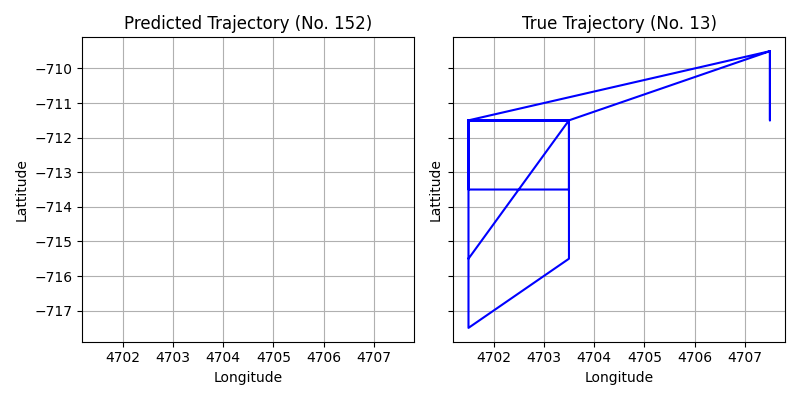 Predicted Trajectory (No. 152)
−710
−711
−712
−713
−714
−715
−716
−717
Lattitude
4702 4703 4704 4705 4706 4707
Longitude
True Trajectory (No. 13)
Lattitude
4702 4703 4704 4705 4706 4707
Longitude